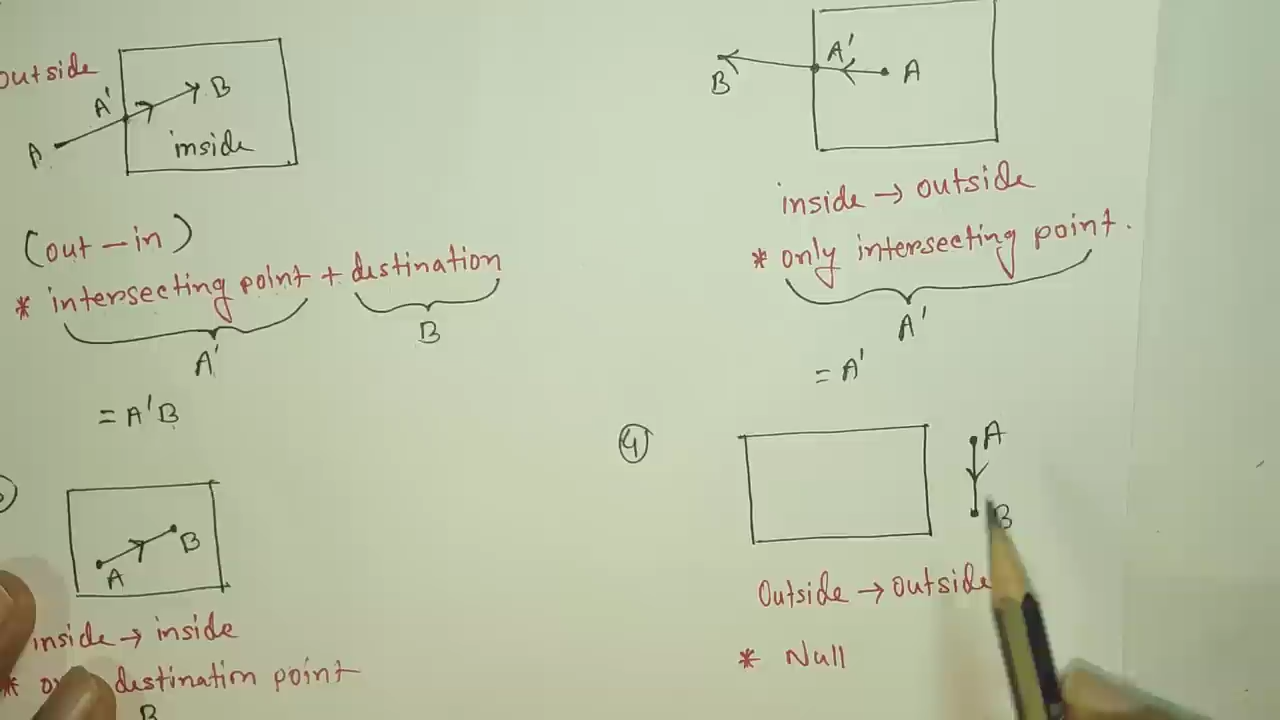 outside
A' B
A inside
(out – in)
* intersecting point + destination
A' B
= A'B
B
A
inside → inside
* destination point
B
A'
B A
inside → outside
* only intersecting point.
A'
= A'
4
A
B
Outside → outside
* Null